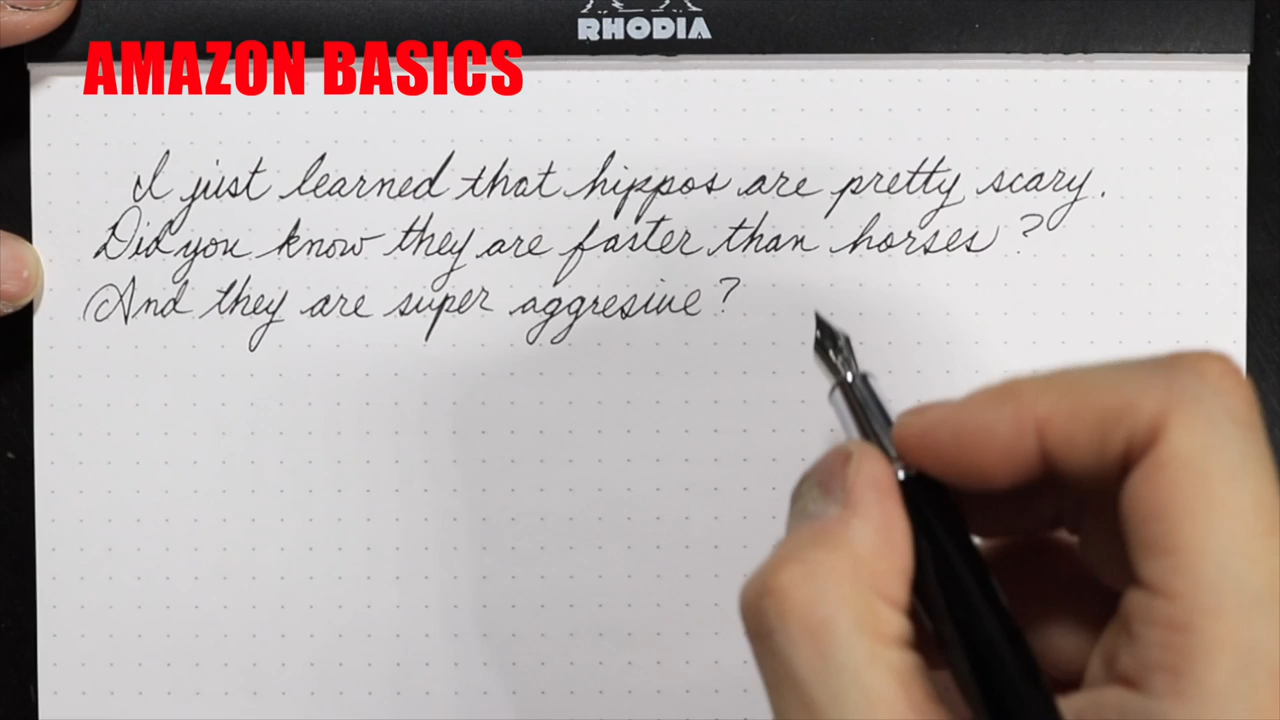 RHODIA
AMAZON BASICS
I just learned that hippos are pretty scary.
Did you know they are faster than horses?
And they are super aggresive?